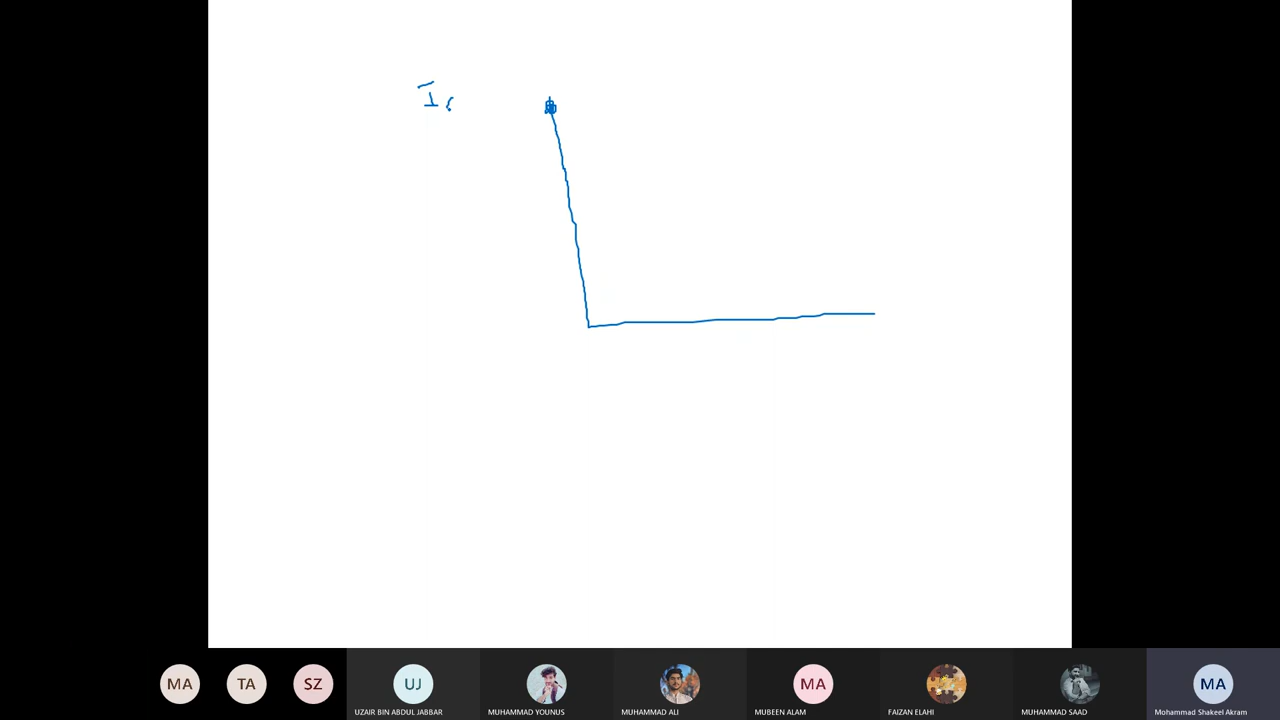 MA
TA
SZ
UJ
MA
MA
UZAIR BIN ABDUL JABBAR
MUHAMMAD YOUNUS
MUHAMMAD ALI
MUBEEN ALAM
FAIZAN ELAHI
MUHAMMAD SAAD
Mohammad Shakeel Akram